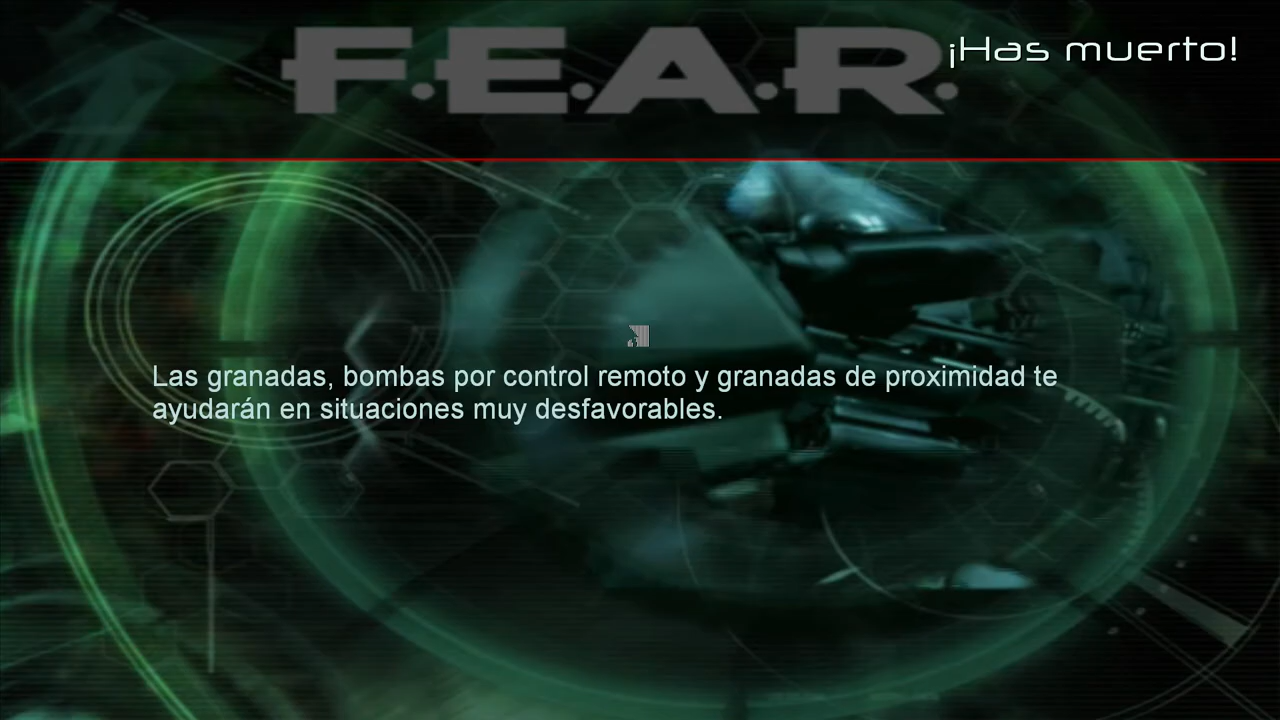 F.E.A.R.
¡Has muerto!
Las granadas, bombas por control remoto y granadas de proximidad te
ayudarán en situaciones muy desfavorables.